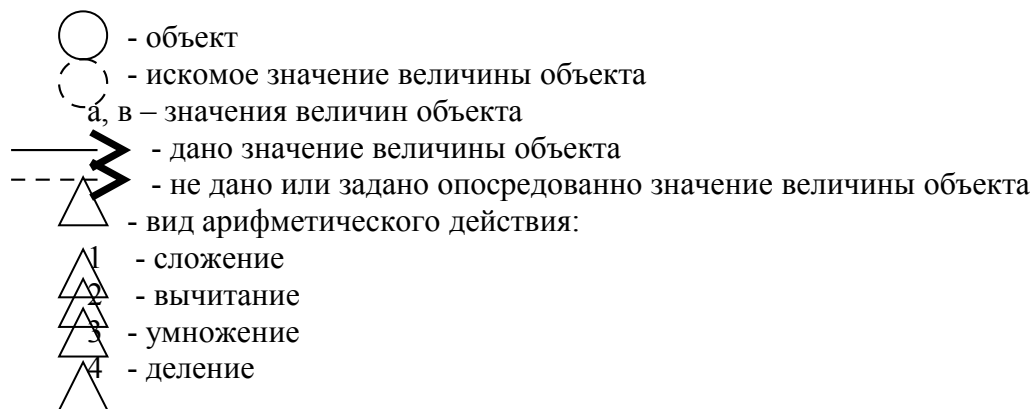 - объект
- искомое значение величины объекта
а, в – значения величин объекта
- дано значение величины объекта
- не дано или задано опосредованно значение величины объекта
- вид арифметического действия:
1 - сложение
2 - вычитание
3 - умножение
4 - деление